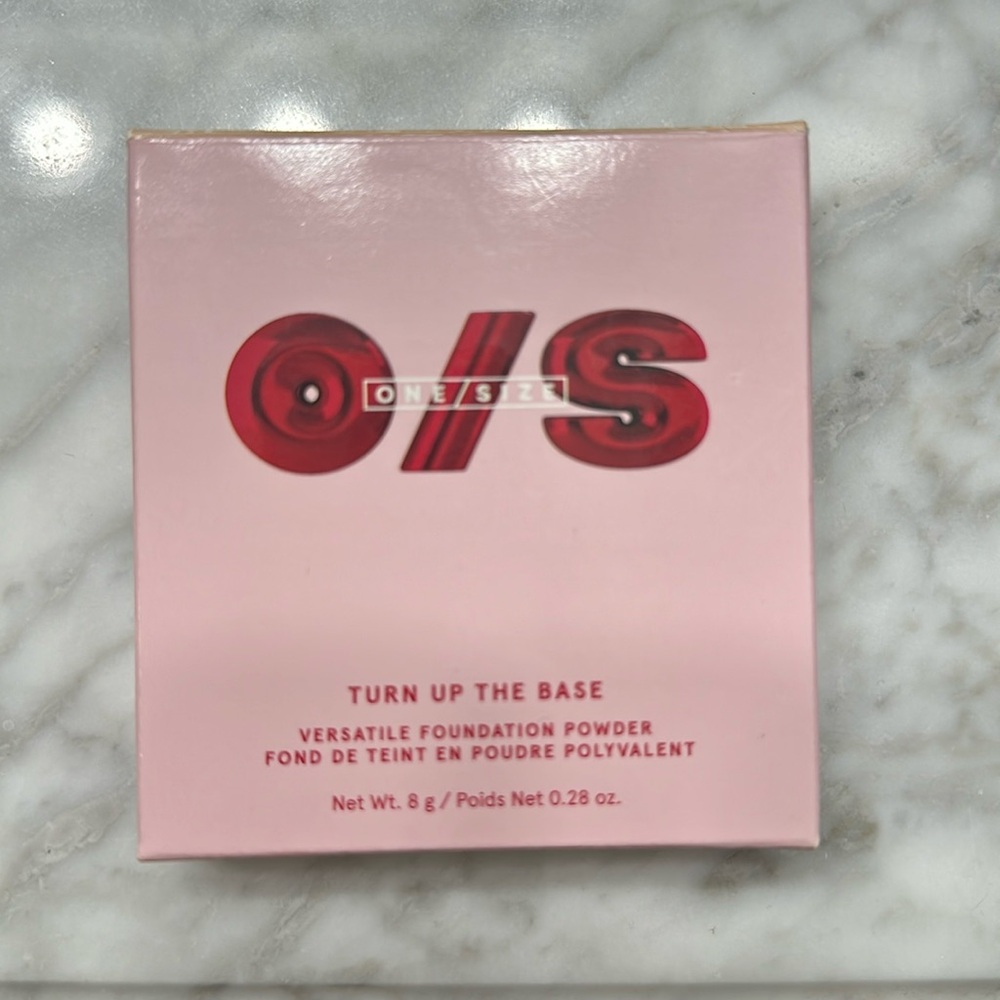 O/S
ONE/SIZE
TURN UP THE BASE
VERSATILE FOUNDATION POWDER
FOND DE TEINT EN POUDRE POLYVALENT
Net Wt. 8 g / Poids Net 0.28 oz.